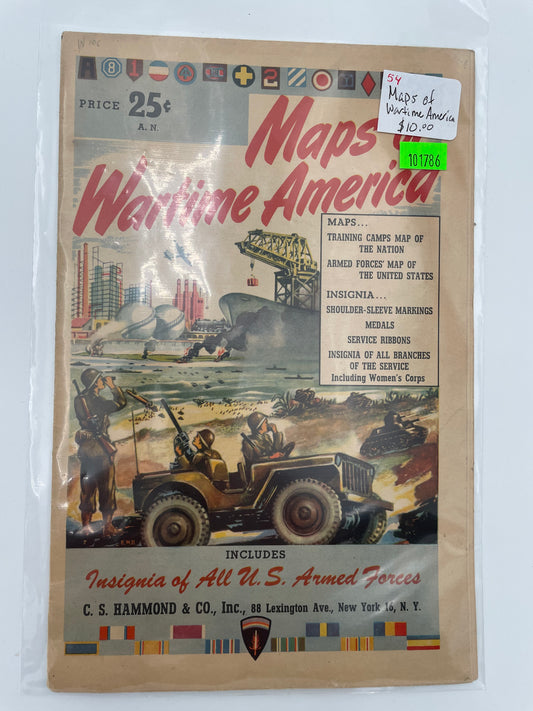 PRICE 25¢
A. N.
54
Maps of
Wartime America
$10.00
101786
Maps of
Wartime America
MAPS...
TRAINING CAMPS MAP OF
THE NATION
ARMED FORCES' MAP OF
THE UNITED STATES
INSIGNIA...
SHOULDER-SLEEVE MARKINGS
MEDALS
SERVICE RIBBONS
INSIGNIA OF ALL BRANCHES
OF THE SERVICE
Including Women's Corps
INCLUDES
Insignia of All U.S. Armed Forces
C. S. HAMMOND & CO., Inc., 88 Lexington Ave., New York 16, N. Y.